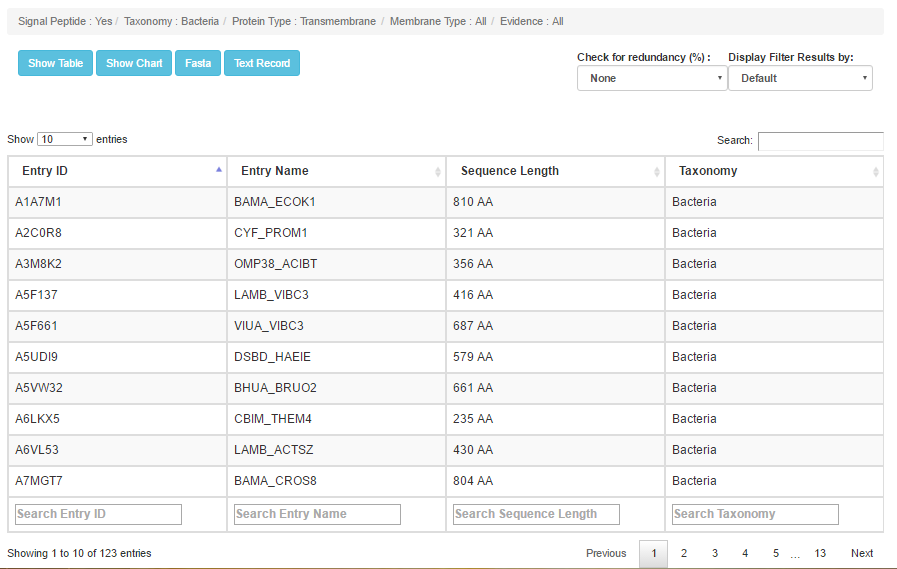 Signal Peptide : Yes / Taxonomy : Bacteria / Protein Type : Transmembrane / Membrane Type : All / Evidence : All
Show Table Show Chart Fasta Text Record
Check for redundancy (%) : Display Filter Results by:
None Default
Show 10 entries Search:
Entry ID Entry Name Sequence Length Taxonomy
A1A7M1 BAMA_ECOK1 810 AA Bacteria
A2C0R8 CYF_PROM1 321 AA Bacteria
A3M8K2 OMP38_ACIBT 356 AA Bacteria
A5F137 LAMB_VIBC3 416 AA Bacteria
A5F661 VIUA_VIBC3 687 AA Bacteria
A5UDI9 DSBD_HAEIE 579 AA Bacteria
A5VW32 BHUA_BRUO2 661 AA Bacteria
A6LKX5 CBIM_THEM4 235 AA Bacteria
A6VL53 LAMB_ACTSZ 430 AA Bacteria
A7MGT7 BAMA_CROS8 804 AA Bacteria
Search Entry ID Search Entry Name Search Sequence Length Search Taxonomy
Showing 1 to 10 of 123 entries Previous 1 2 3 4 5 ... 13 Next